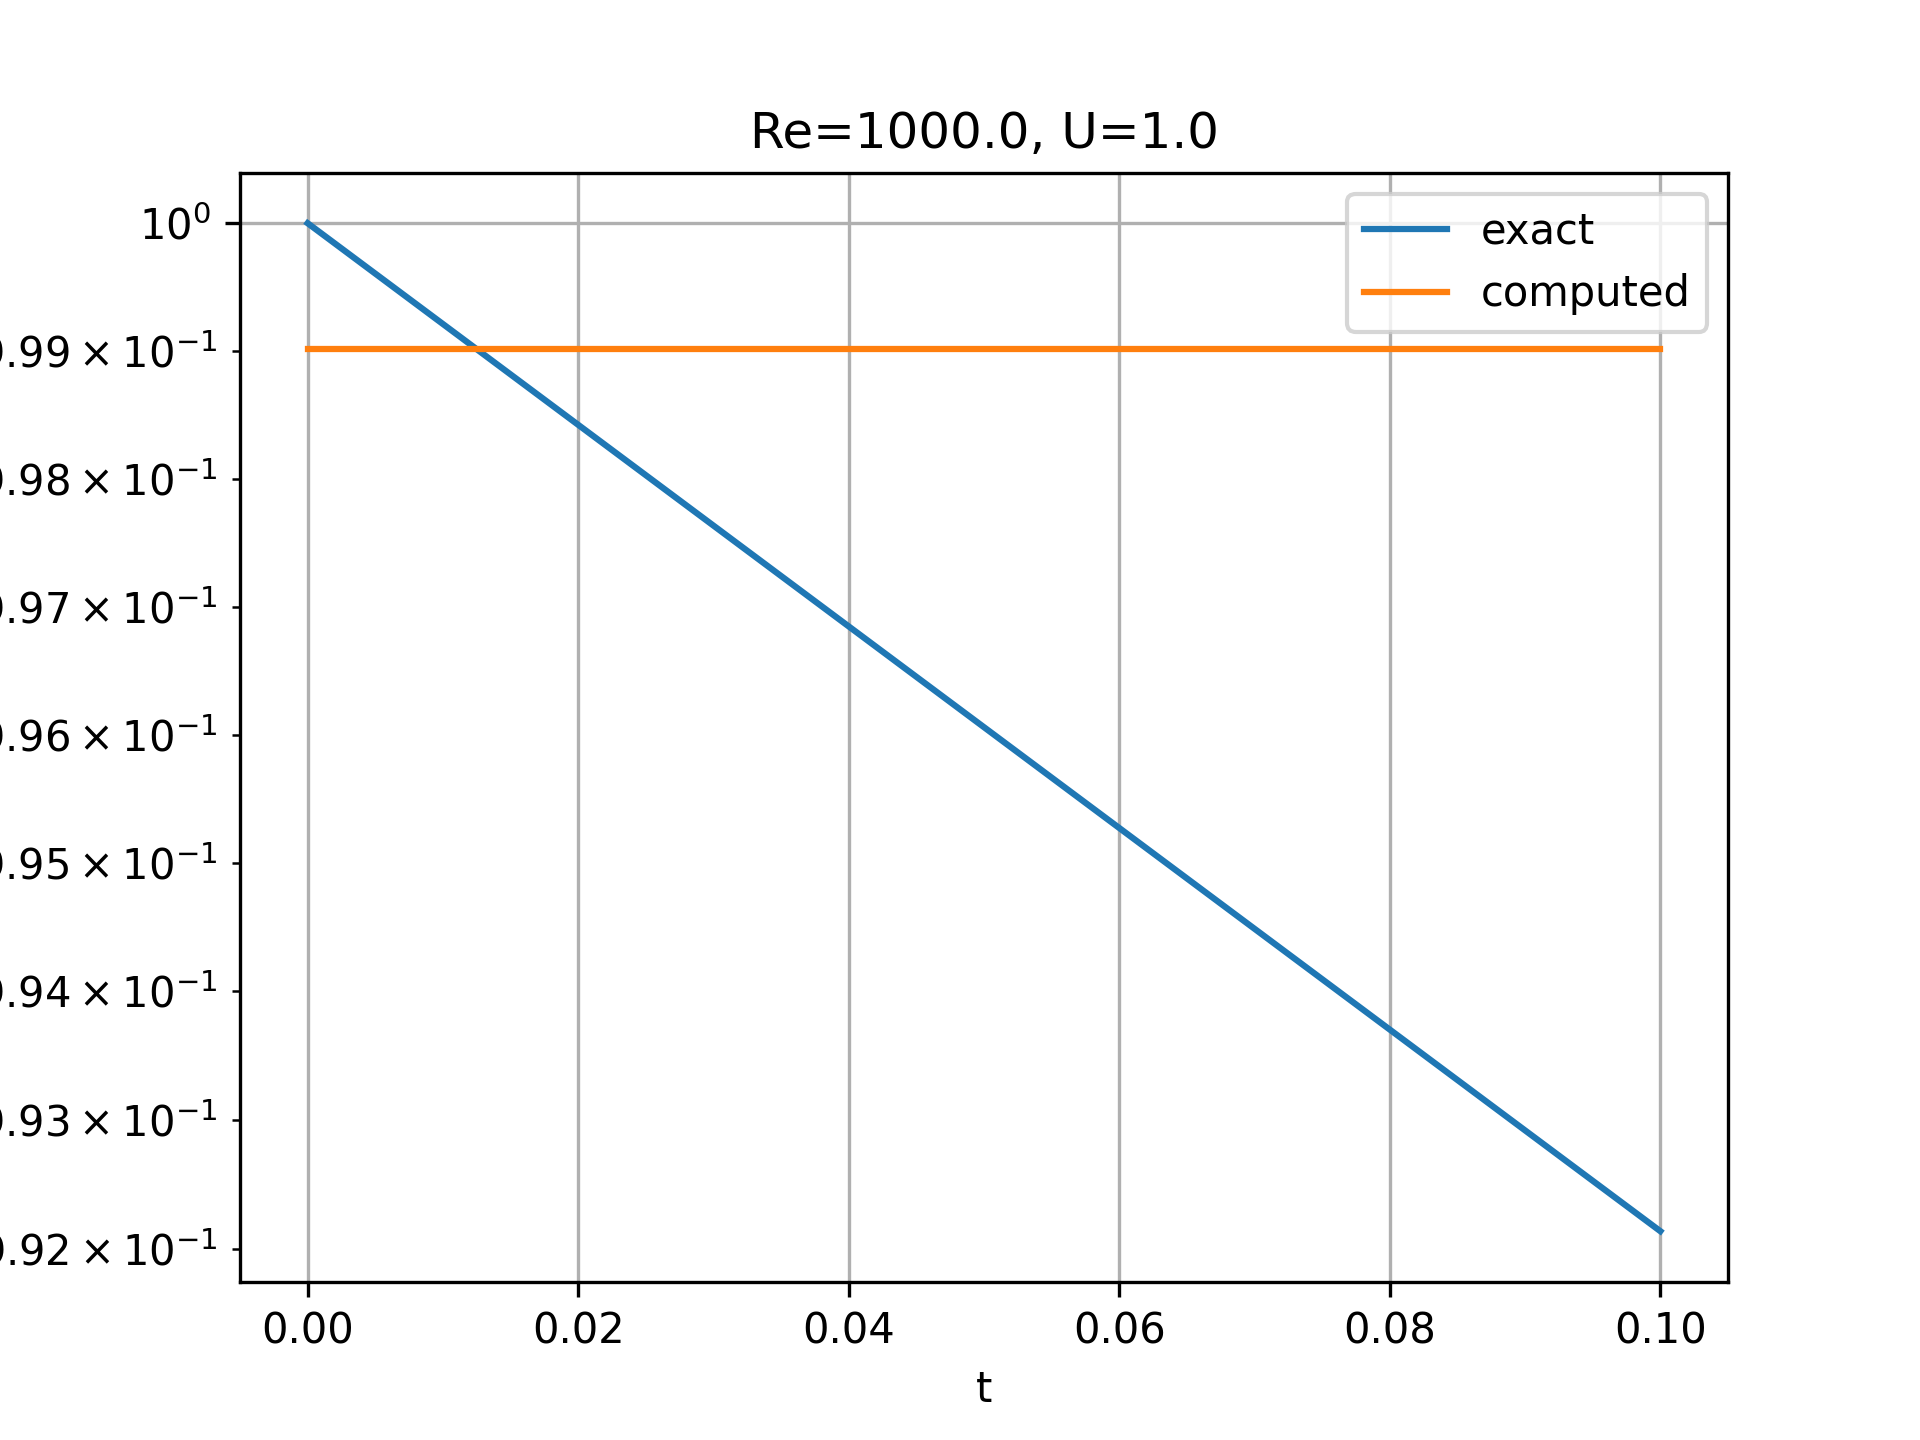 Re=1000.0, U=1.0
10⁰
exact
computed
.99 × 10⁻¹
.98 × 10⁻¹
.97 × 10⁻¹
.96 × 10⁻¹
.95 × 10⁻¹
.94 × 10⁻¹
.93 × 10⁻¹
.92 × 10⁻¹
0.00 0.02 0.04 0.06 0.08 0.10
t